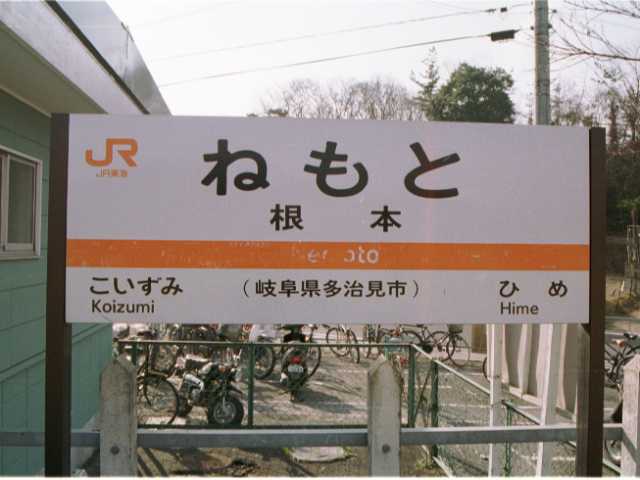 JR
JR東海
ねもと
根本
Nemoto
こいずみ
Koizumi
（岐阜県多治見市）
ひめ
Hime